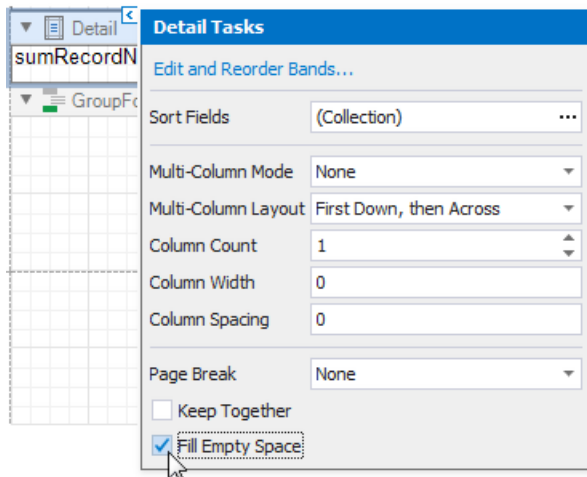 Detail
sumRecordN
GroupFo
Detail Tasks
Edit and Reorder Bands...
Sort Fields (Collection) ...
Multi-Column Mode None
Multi-Column Layout First Down, then Across
Column Count 1
Column Width 0
Column Spacing 0
Page Break None
Keep Together
Fill Empty Space